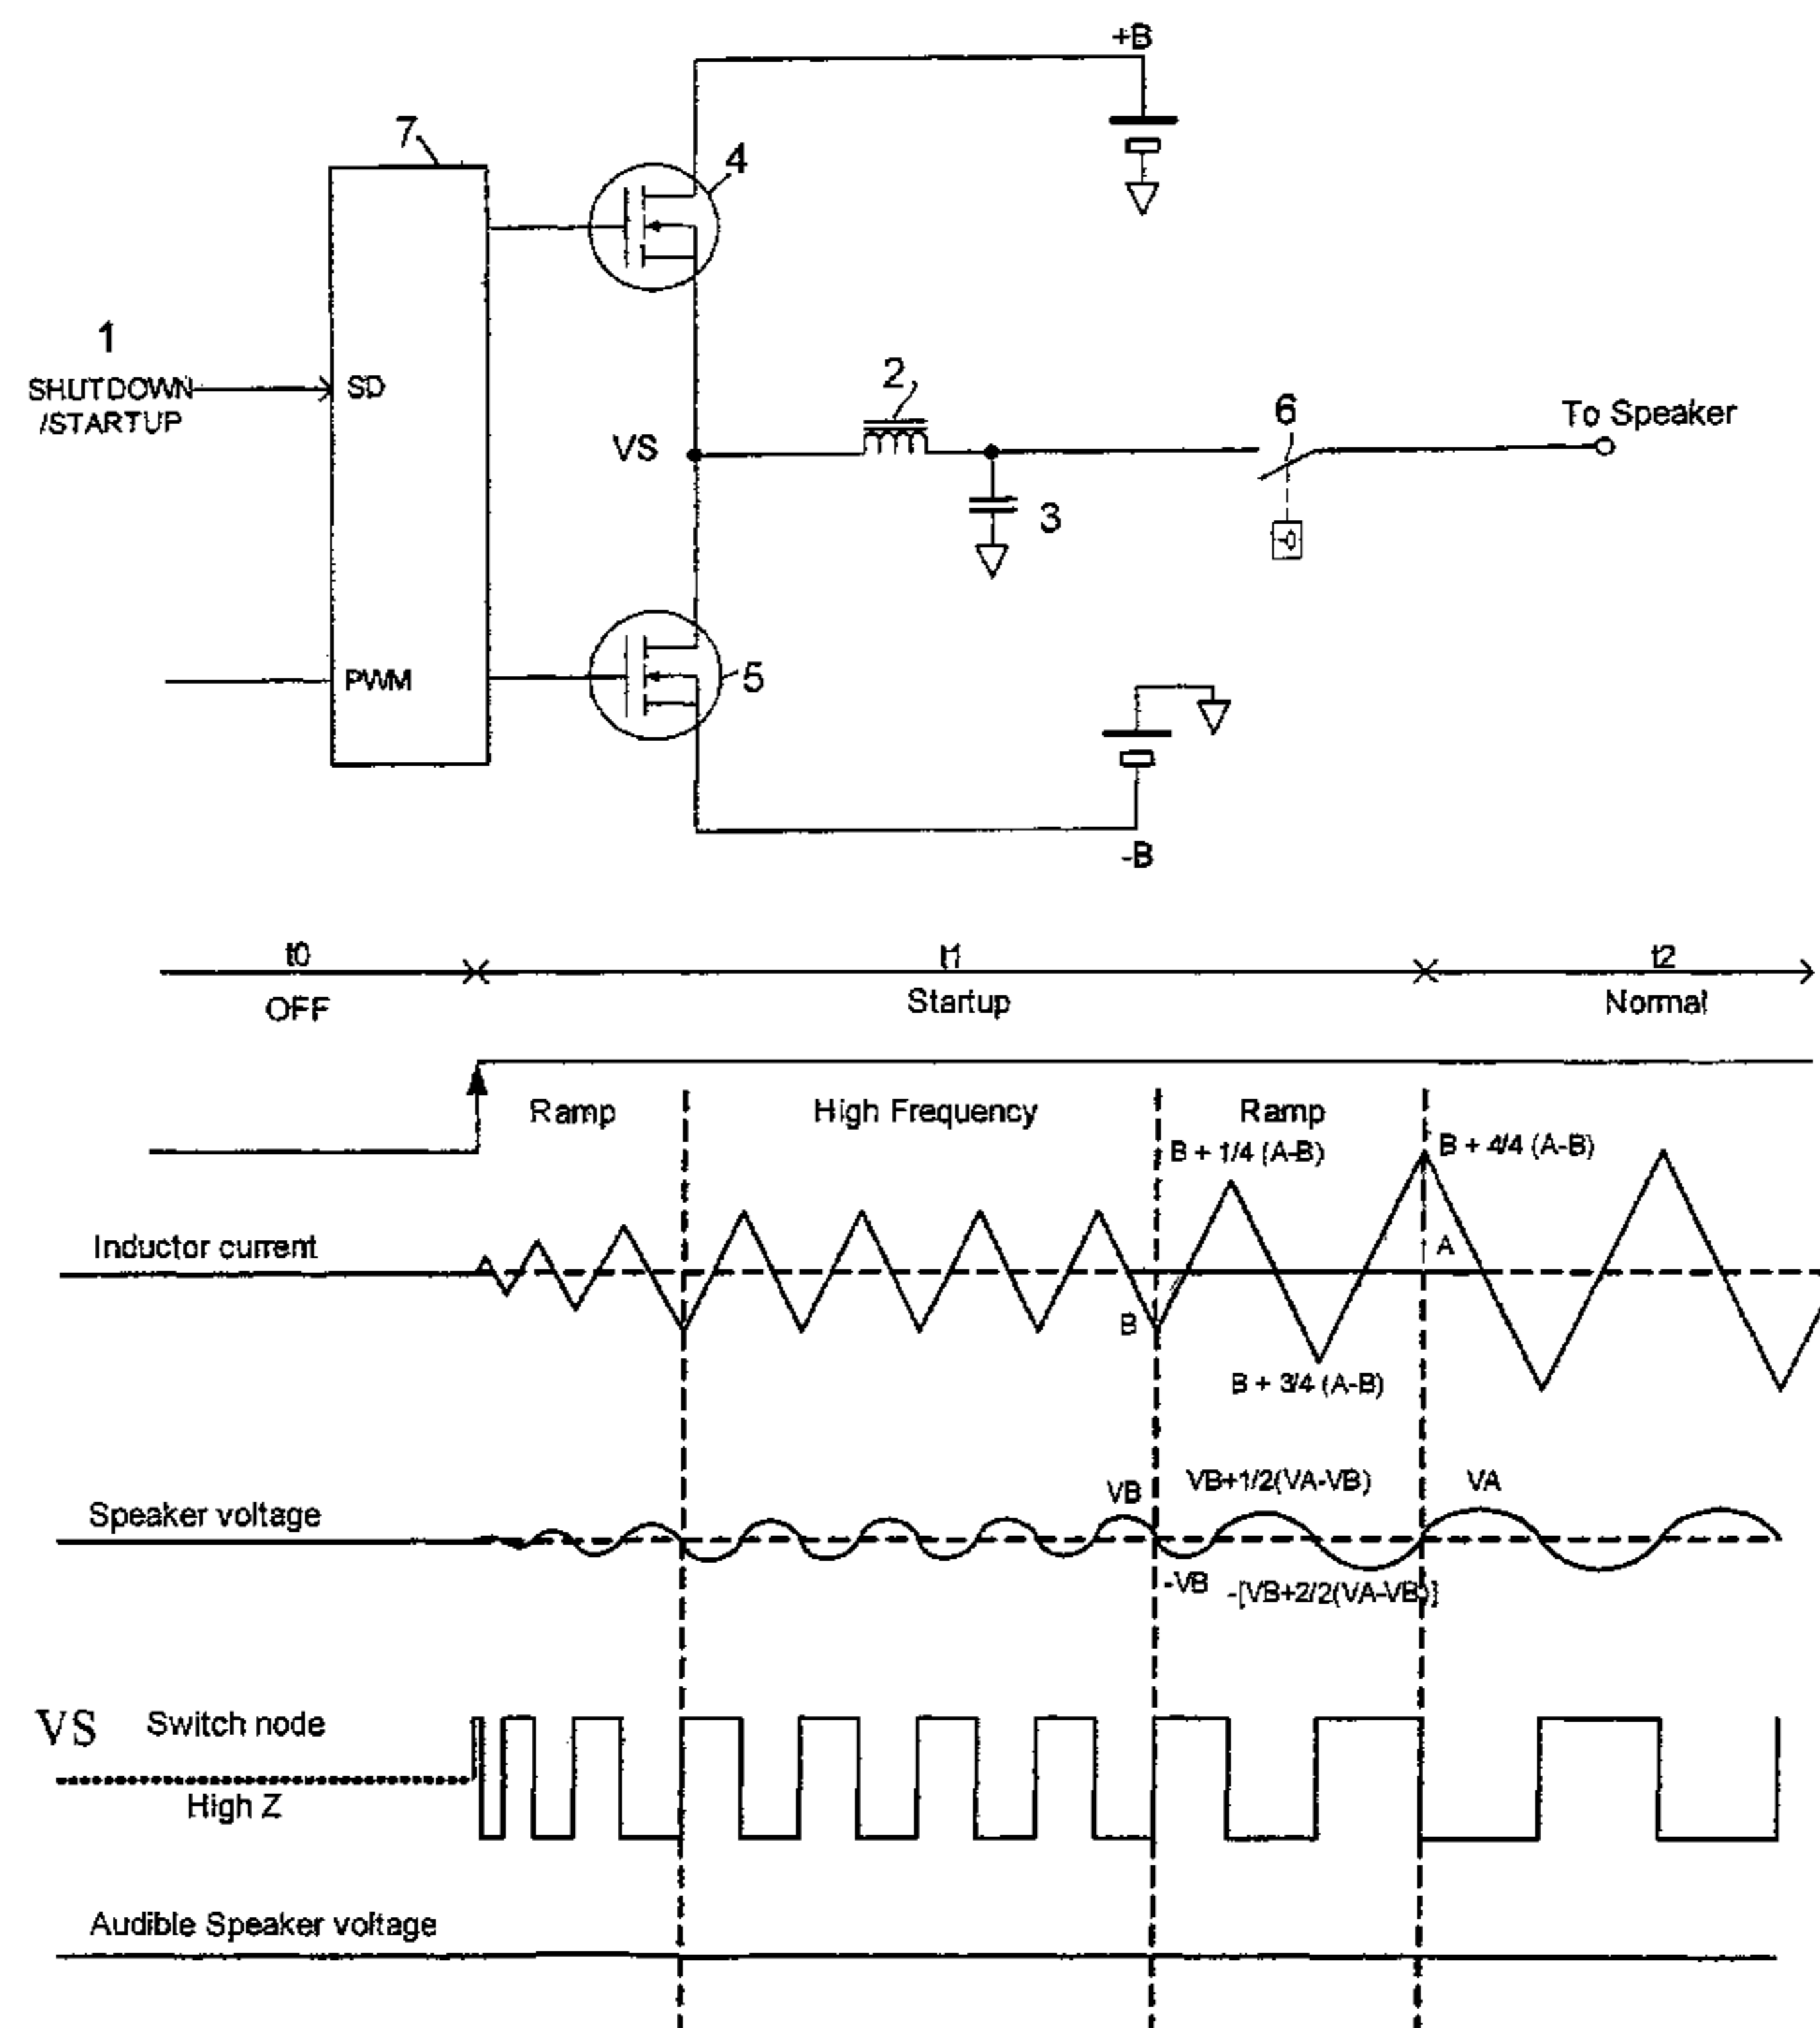 +B
7
4
1
SHUTDOWN
/STARTUP
SD
2
VS
6
To Speaker
3
PWM
5
-B
t0
t1
t2
OFF
Startup
Normal
Ramp
High Frequency
Ramp
B + 1/4 (A-B)
B + 4/4 (A-B)
Inductor current
A
B
B + 3/4 (A-B)
VB
VB+1/2(VA-VB)
VA
Speaker voltage
-VB
-[VB+2/2(VA-VB)]
VS Switch node
High Z
Audible Speaker voltage